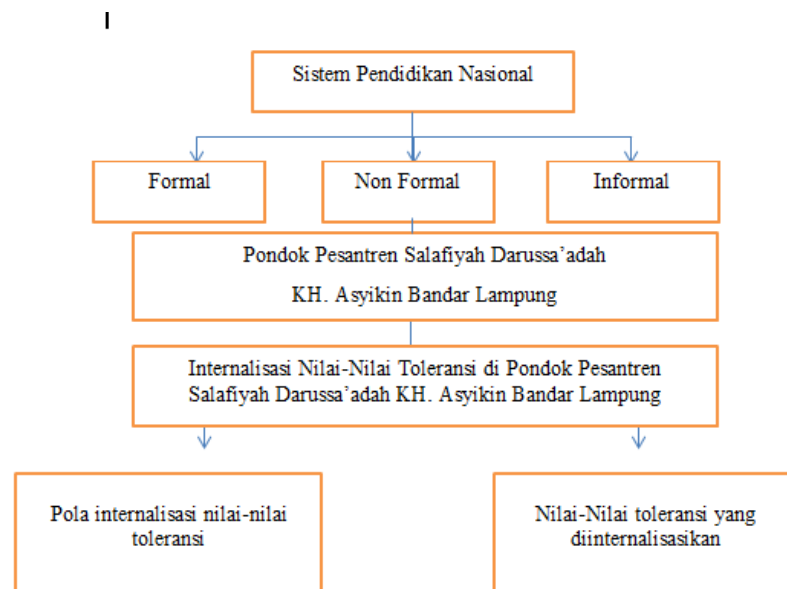 I
Sistem Pendidikan Nasional
Formal
Non Formal
Informal
Pondok Pesantren Salafiyah Darussa'adah
KH. Asyikin Bandar Lampung
Internalisasi Nilai-Nilai Toleransi di Pondok Pesantren
Salafiyah Darussa'adah KH. Asyikin Bandar Lampung
Pola internalisasi nilai-nilai
toleransi
Nilai-Nilai toleransi yang
diinternalisasikan